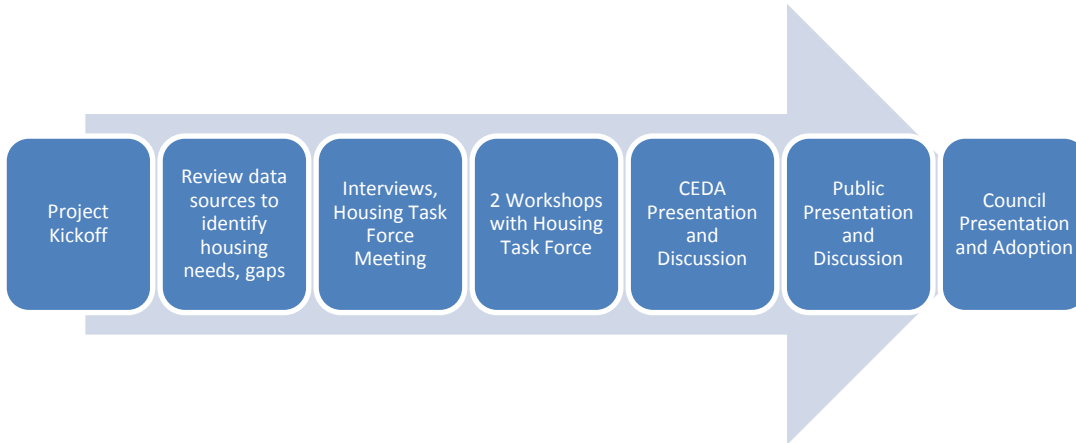 Project
Kickoff
Review data
sources to
identify
housing
needs, gaps
Interviews,
Housing Task
Force
Meeting
2 Workshops
with Housing
Task Force
CEDA
Presentation
and
Discussion
Public
Presentation
and
Discussion
Council
Presentation
and Adoption